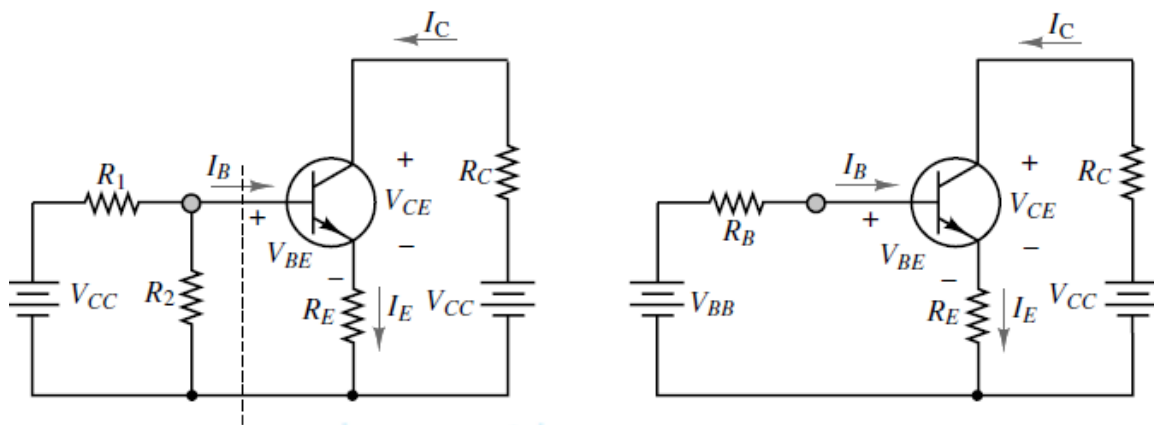 I_C
R_1
I_B
+
R_C
+
V_CE
−
V_BE
−
V_CC
R_2
R_E
I_E
V_CC
I_C
I_B
+
R_C
R_B
+
V_CE
−
V_BE
−
V_BB
R_E
I_E
V_CC